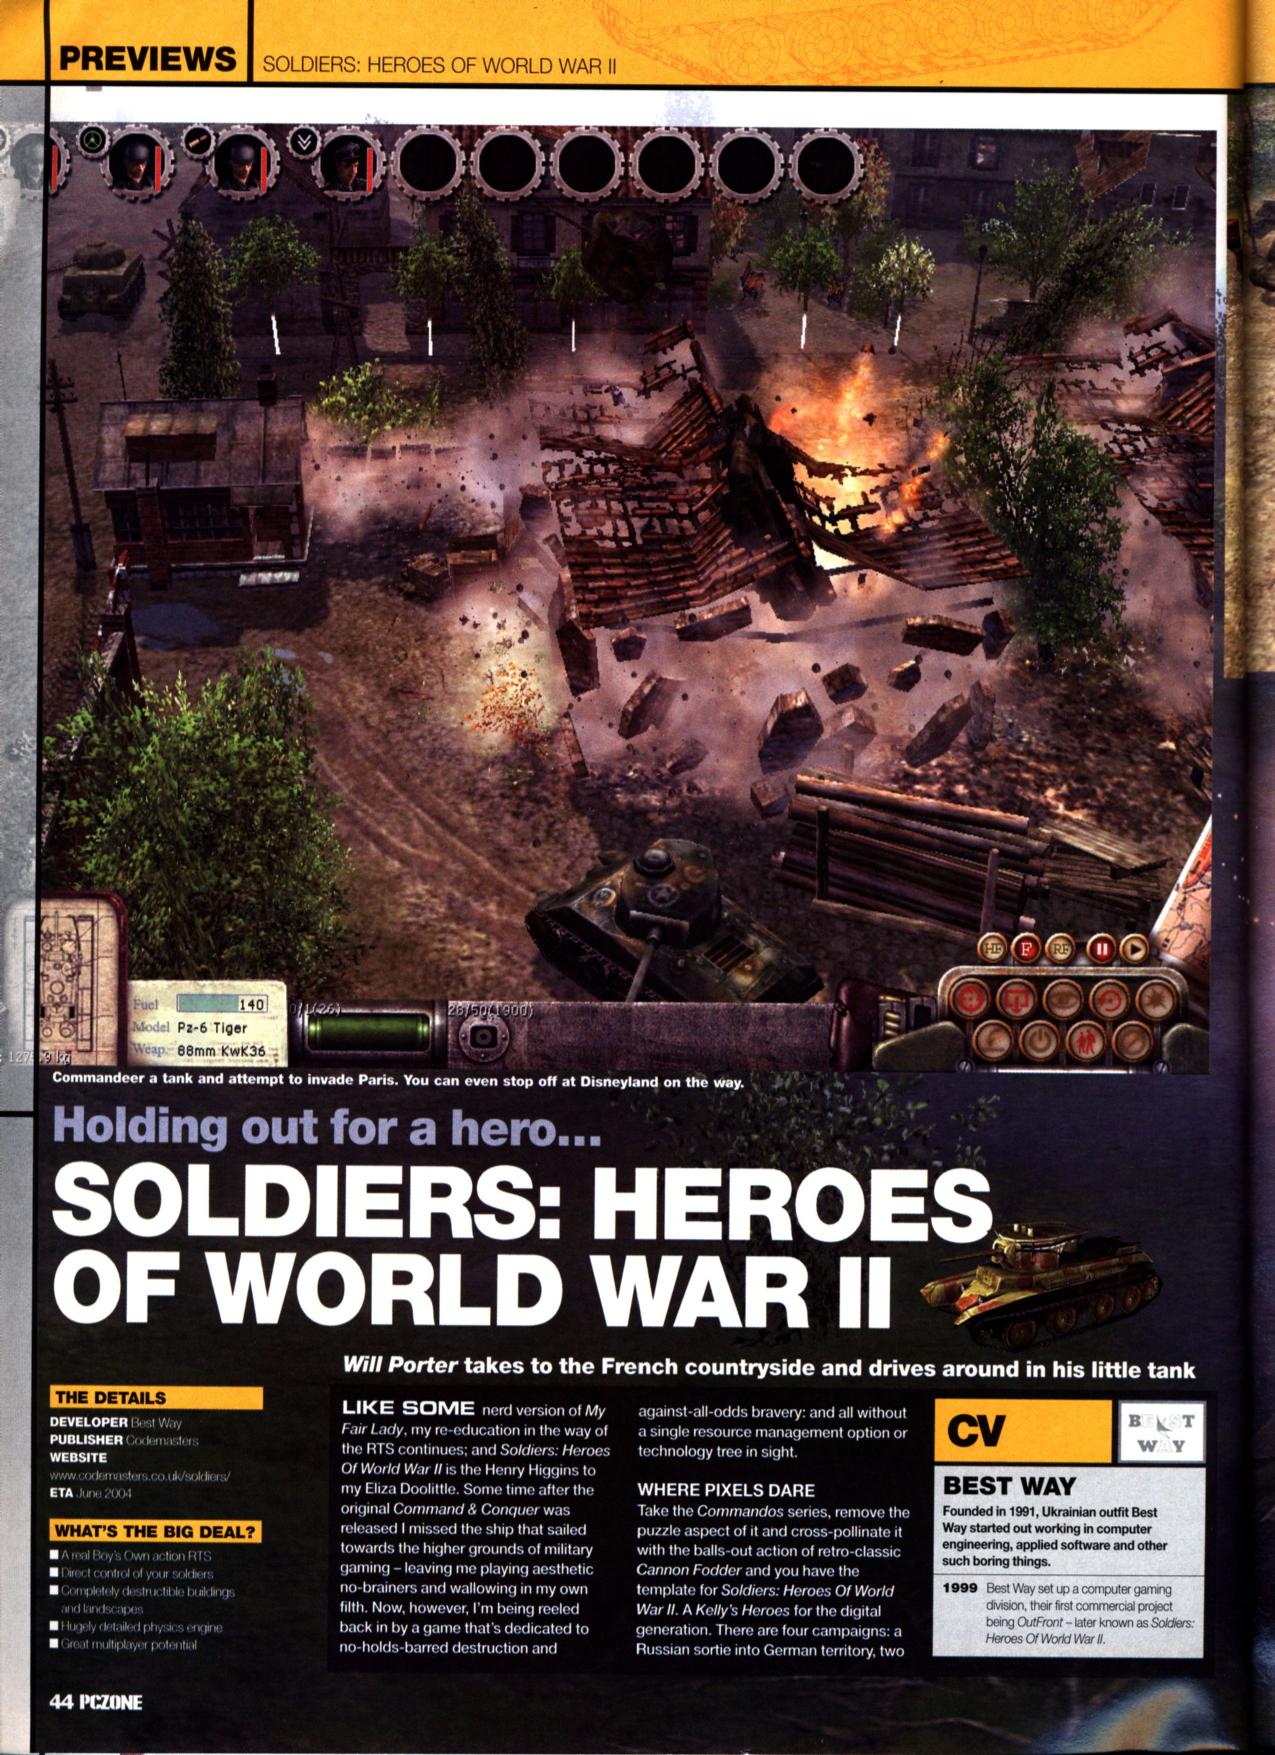 PREVIEWS
SOLDIERS: HEROES OF WORLD WAR II
HF F RF
Fuel 140
Model Pz-6 Tiger
Weap. 88mm KwK36
0/1(26)
28/50(1900)
Commandeer a tank and attempt to invade Paris. You can even stop off at Disneyland on the way.
Holding out for a hero...
SOLDIERS: HEROES
OF WORLD WAR II
Will Porter takes to the French countryside and drives around in his little tank
THE DETAILS
DEVELOPER Best Way
PUBLISHER Codemasters
WEBSITE
www.codemasters.co.uk/soldiers/
ETA June 2004
WHAT'S THE BIG DEAL?
A real Boy's Own action RTS
Direct control of your soldiers
Completely destructible buildings
and landscapes
Hugely detailed physics engine
Great multiplayer potential
LIKE SOME nerd version of My
Fair Lady, my re-education in the way of
the RTS continues; and Soldiers: Heroes
Of World War II is the Henry Higgins to
my Eliza Doolittle. Some time after the
original Command & Conquer was
released I missed the ship that sailed
towards the higher grounds of military
gaming – leaving me playing aesthetic
no-brainers and wallowing in my own
filth. Now, however, I'm being reeled
back in by a game that's dedicated to
no-holds-barred destruction and
against-all-odds bravery: and all without
a single resource management option or
technology tree in sight.
WHERE PIXELS DARE
Take the Commandos series, remove the
puzzle aspect of it and cross-pollinate it
with the balls-out action of retro-classic
Cannon Fodder and you have the
template for Soldiers: Heroes Of World
War II. A Kelly's Heroes for the digital
generation. There are four campaigns: a
Russian sortie into German territory, two
CV
BEST
WAY
BEST WAY
Founded in 1991, Ukrainian outfit Best
Way started out working in computer
engineering, applied software and other
such boring things.
1999 Best Way set up a computer gaming
division, their first commercial project
being OutFront – later known as Soldiers:
Heroes Of World War II.
44 PCZONE